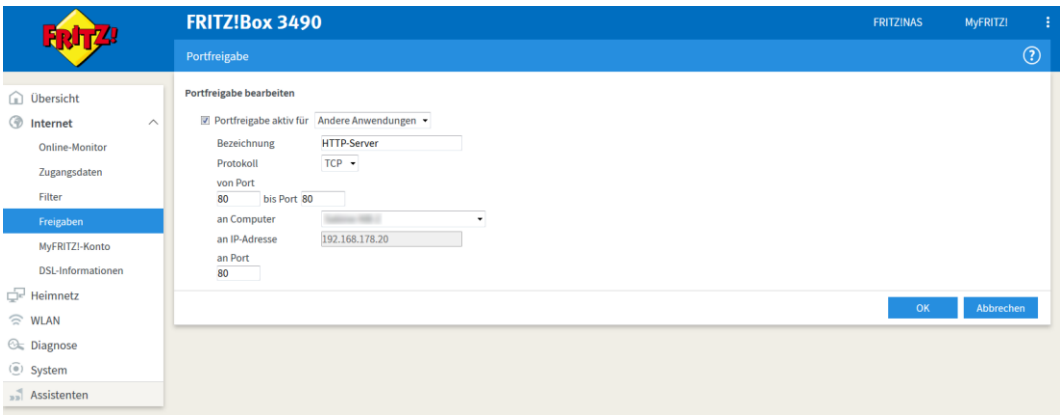 FRITZ!
FRITZ!Box 3490
FRITZ!NAS
MyFRITZ!
Portfreigabe
?
Übersicht
Internet
Online-Monitor
Zugangsdaten
Filter
Freigaben
MyFRITZ!-Konto
DSL-Informationen
Heimnetz
WLAN
Diagnose
System
Assistenten
Portfreigabe bearbeiten
Portfreigabe aktiv für Andere Anwendungen
Bezeichnung HTTP-Server
Protokoll TCP
von Port
80 bis Port 80
an Computer
an IP-Adresse 192.168.178.20
an Port
80
OK Abbrechen